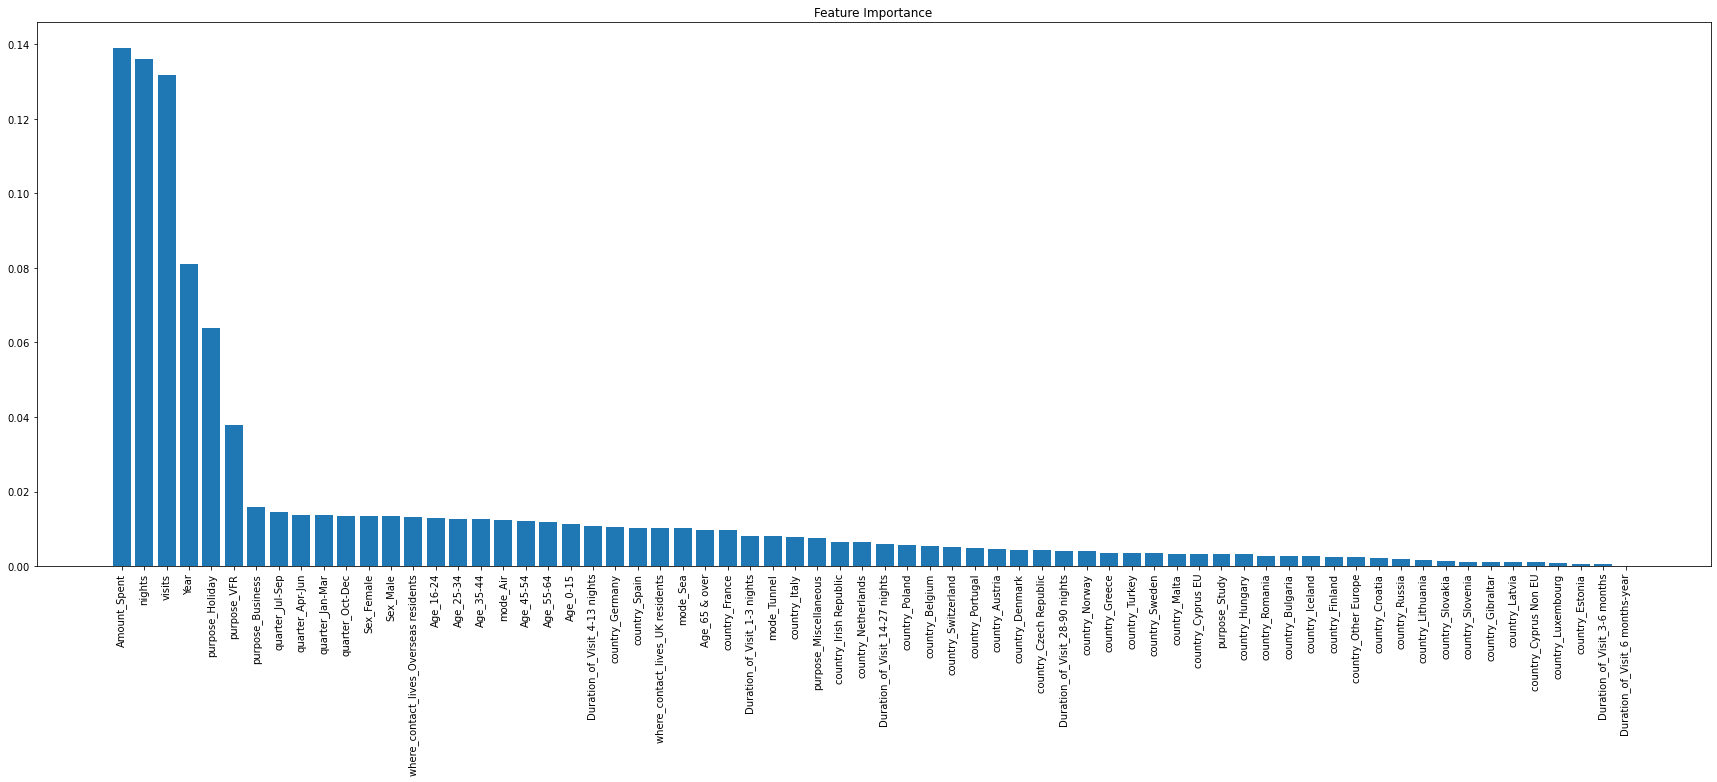 Feature Importance
0.14
0.12
0.10
0.08
0.06
0.04
0.02
0.00
Amount_Spent
nights
visits
Year
purpose_Holiday
purpose_VFR
purpose_Business
quarter_Jul-Sep
quarter_Apr-Jun
quarter_Jan-Mar
quarter_Oct-Dec
Sex_Female
Sex_Male
where_contact_lives_Overseas residents
Age_16-24
Age_25-34
Age_35-44
mode_Air
Age_45-54
Age_55-64
Age_0-15
Duration_of_Visit_4-13 nights
country_Germany
country_Spain
where_contact_lives_UK residents
mode_Sea
Age_65 & over
country_France
Duration_of_Visit_1-3 nights
mode_Tunnel
country_Italy
purpose_Miscellaneous
country_Irish Republic
country_Netherlands
Duration_of_Visit_14-27 nights
country_Poland
country_Belgium
country_Switzerland
country_Portugal
country_Austria
country_Denmark
country_Czech Republic
Duration_of_Visit_28-90 nights
country_Norway
country_Greece
country_Turkey
country_Sweden
country_Malta
country_Cyprus EU
purpose_Study
country_Hungary
country_Romania
country_Bulgaria
country_Iceland
country_Finland
country_Other Europe
country_Croatia
country_Russia
country_Lithuania
country_Slovakia
country_Slovenia
country_Gibraltar
country_Latvia
country_Cyprus Non EU
country_Luxembourg
country_Estonia
Duration_of_Visit_3-6 months
Duration_of_Visit_6 months-year